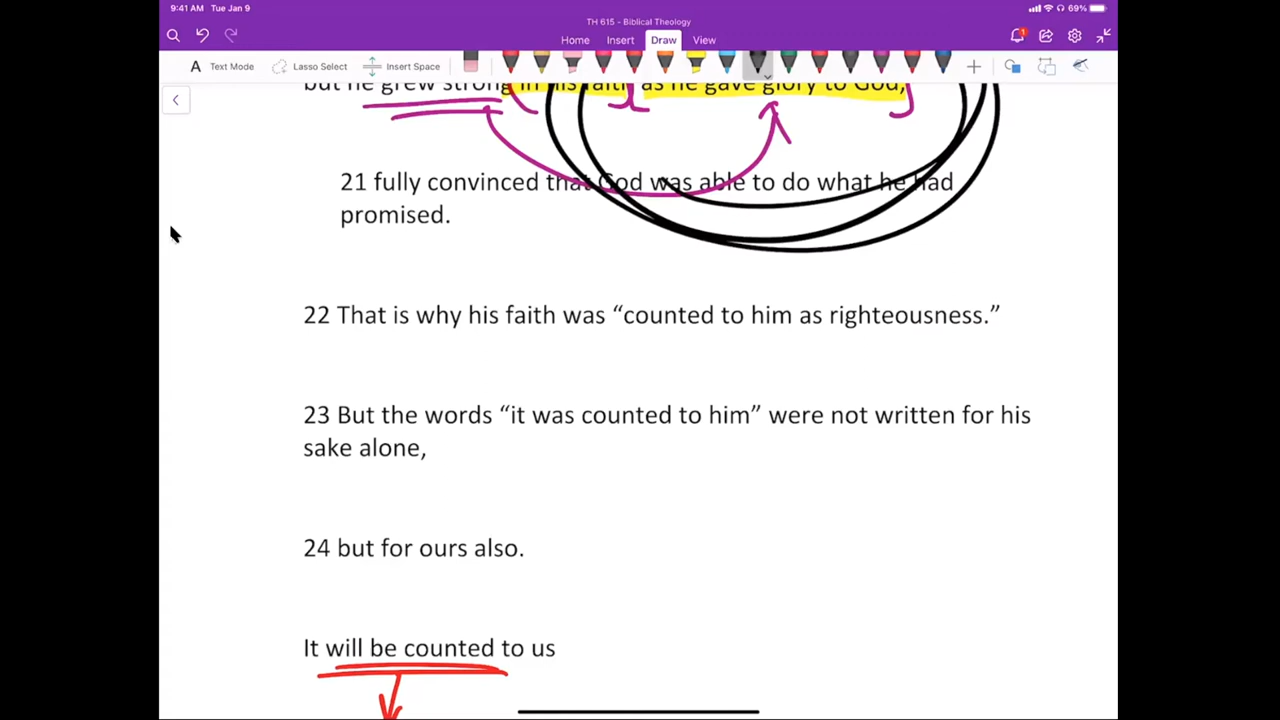 9:41 AM Tue Jan 9
69%
TH 615 - Biblical Theology
Home Insert Draw View
1
A Text Mode Lasso Select Insert Space
but he grew strong in his faith as he gave glory to God,
21 fully convinced that God was able to do what he had
promised.
22 That is why his faith was “counted to him as righteousness.”
23 But the words “it was counted to him” were not written for his
sake alone,
24 but for ours also.
It will be counted to us